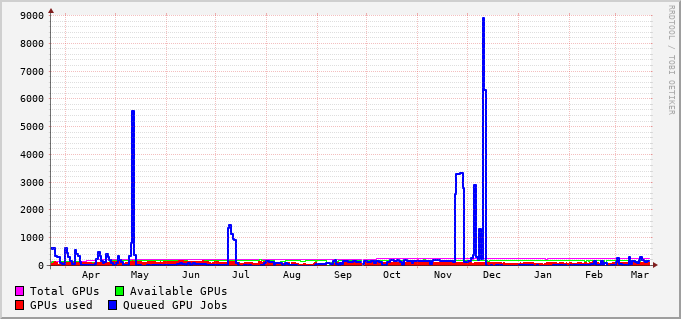 9000
8000
7000
6000
5000
4000
3000
2000
1000
0
Apr May Jun Jul Aug Sep Oct Nov Dec Jan Feb Mar
Total GPUs Available GPUs
GPUs used Queued GPU Jobs
RRDTOOL / TOBI OETIKER